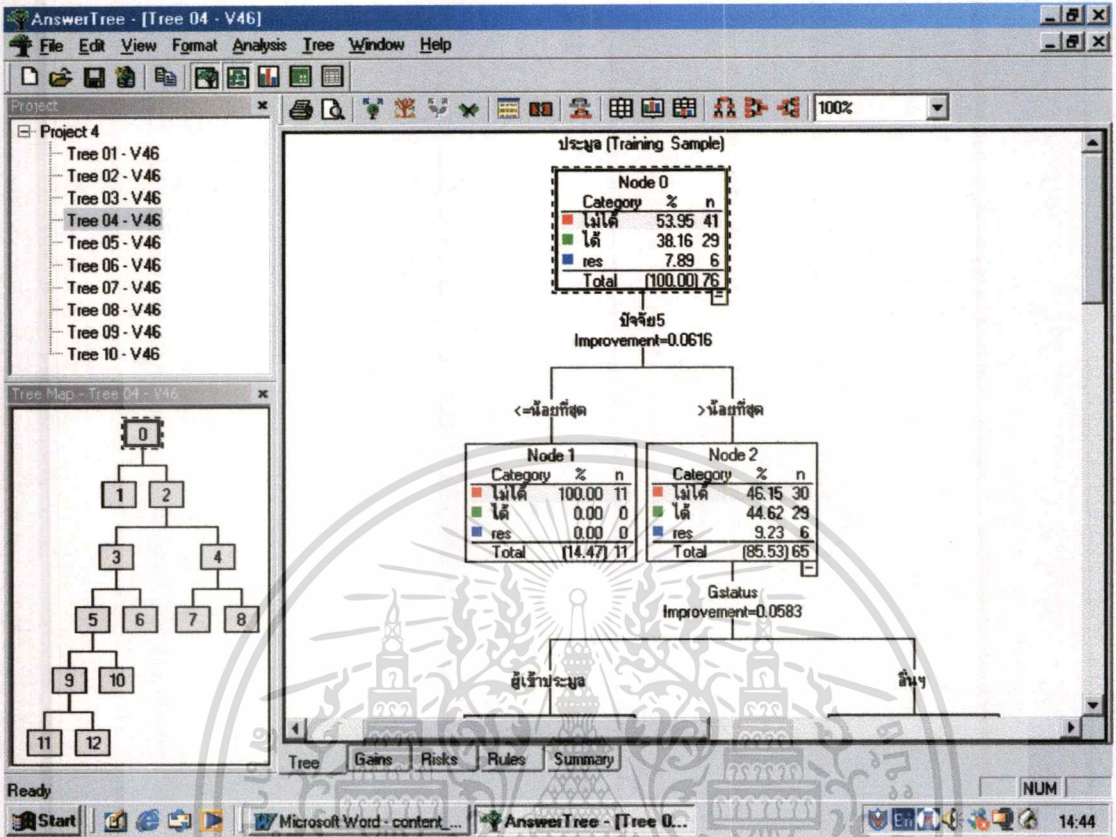 AnswerTree - [Tree 04 - V46]
File Edit View Format Analysis Tree Window Help
Project
100%
Project 4
Tree 01 - V46
Tree 02 - V46
Tree 03 - V46
Tree 04 - V46
Tree 05 - V46
Tree 06 - V46
Tree 07 - V46
Tree 08 - V46
Tree 09 - V46
Tree 10 - V46
Tree Map - Tree 04 - V46
0
1 2
3 4
5 6 7 8
9 10
11 12
ประมูล (Training Sample)
Node 0
Category % n
ไม่ได้ 53.95 41
ได้ 38.16 29
res 7.89 6
Total (100.00) 76
ปัจจัย5
Improvement=0.0616
<=น้อยที่สุด >น้อยที่สุด
Node 1
Category % n
ไม่ได้ 100.00 11
ได้ 0.00 0
res 0.00 0
Total (14.47) 11
Node 2
Category % n
ไม่ได้ 46.15 30
ได้ 44.62 29
res 9.23 6
Total (85.53) 65
Gstatus
Improvement=0.0583
ผู้เข้าประมูล อื่นๆ
Tree Gains Risks Rules Summary
Ready NUM
Start Microsoft Word - content_... AnswerTree - [Tree 0... En 14:44